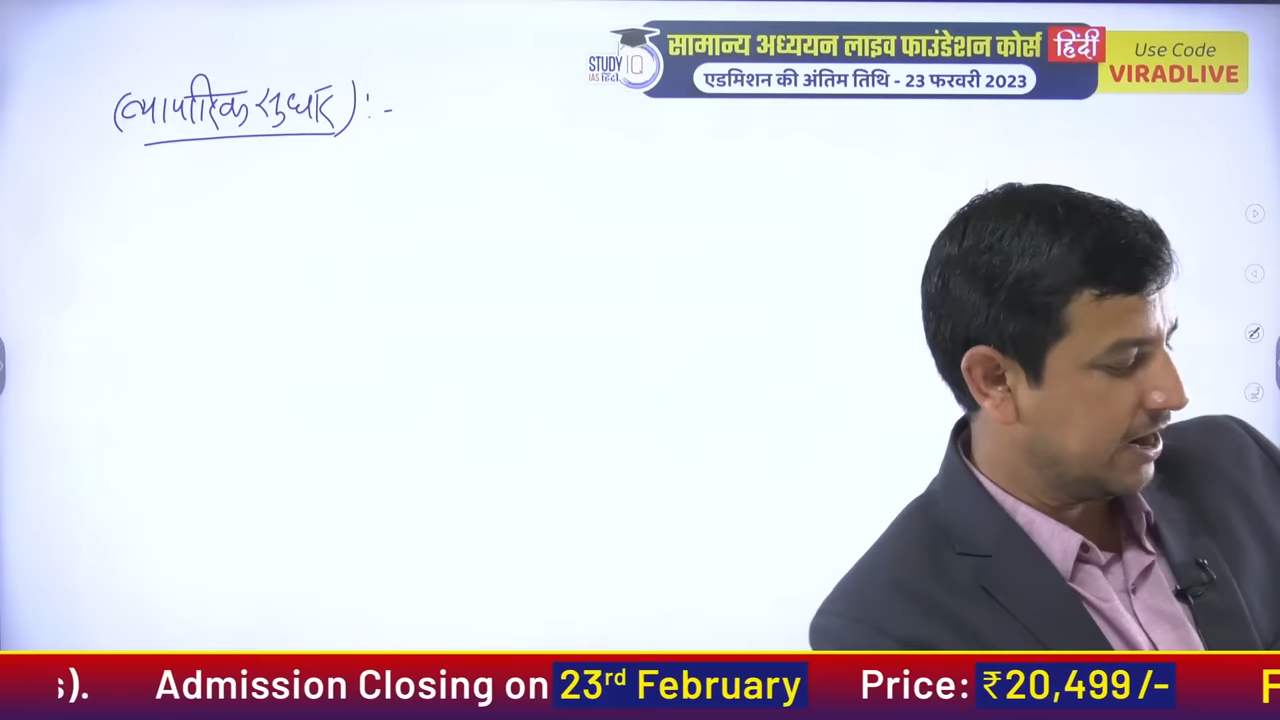 सामान्य अध्ययन लाइव फाउंडेशन कोर्स हिंदी
एडमिशन की अंतिम तिथि - 23 फरवरी 2023
STUDY IQ
IAS हिंदी
Use Code
VIRADLIVE
(व्यापारिक सुधार) :-
s). Admission Closing on 23rd February Price: ₹20,499/- F